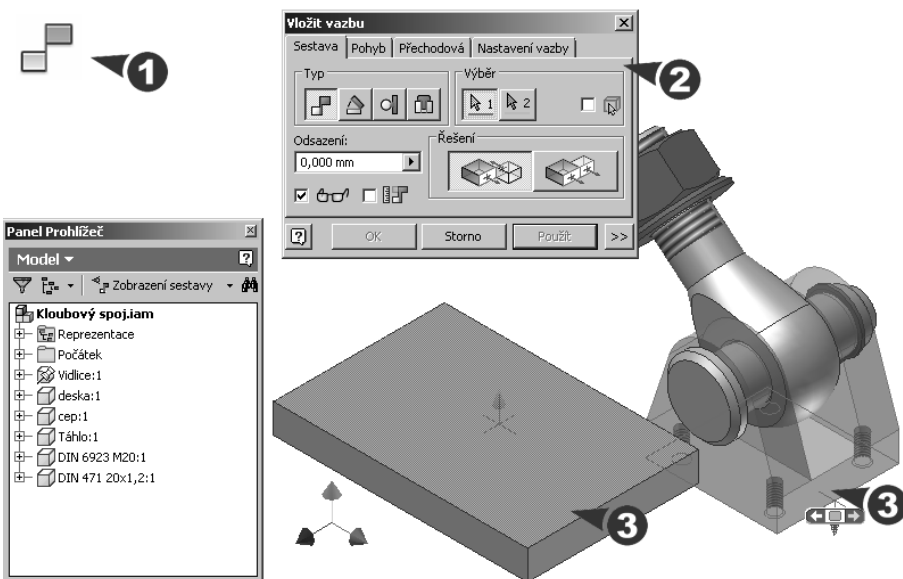 1
Vložit vazbu
Sestava Pohyb Přechodová Nastavení vazby
2
Typ
Výběr
1 2
Odsazení:
0,000 mm
Řešení
OK Storno Použít >>
Panel Prohlížeč
Model
Zobrazení sestavy
Kloubový spoj.iam
Reprezentace
Počátek
Vidlice:1
deska:1
cep:1
Táhlo:1
DIN 6923 M20:1
DIN 471 20x1,2:1
3
3